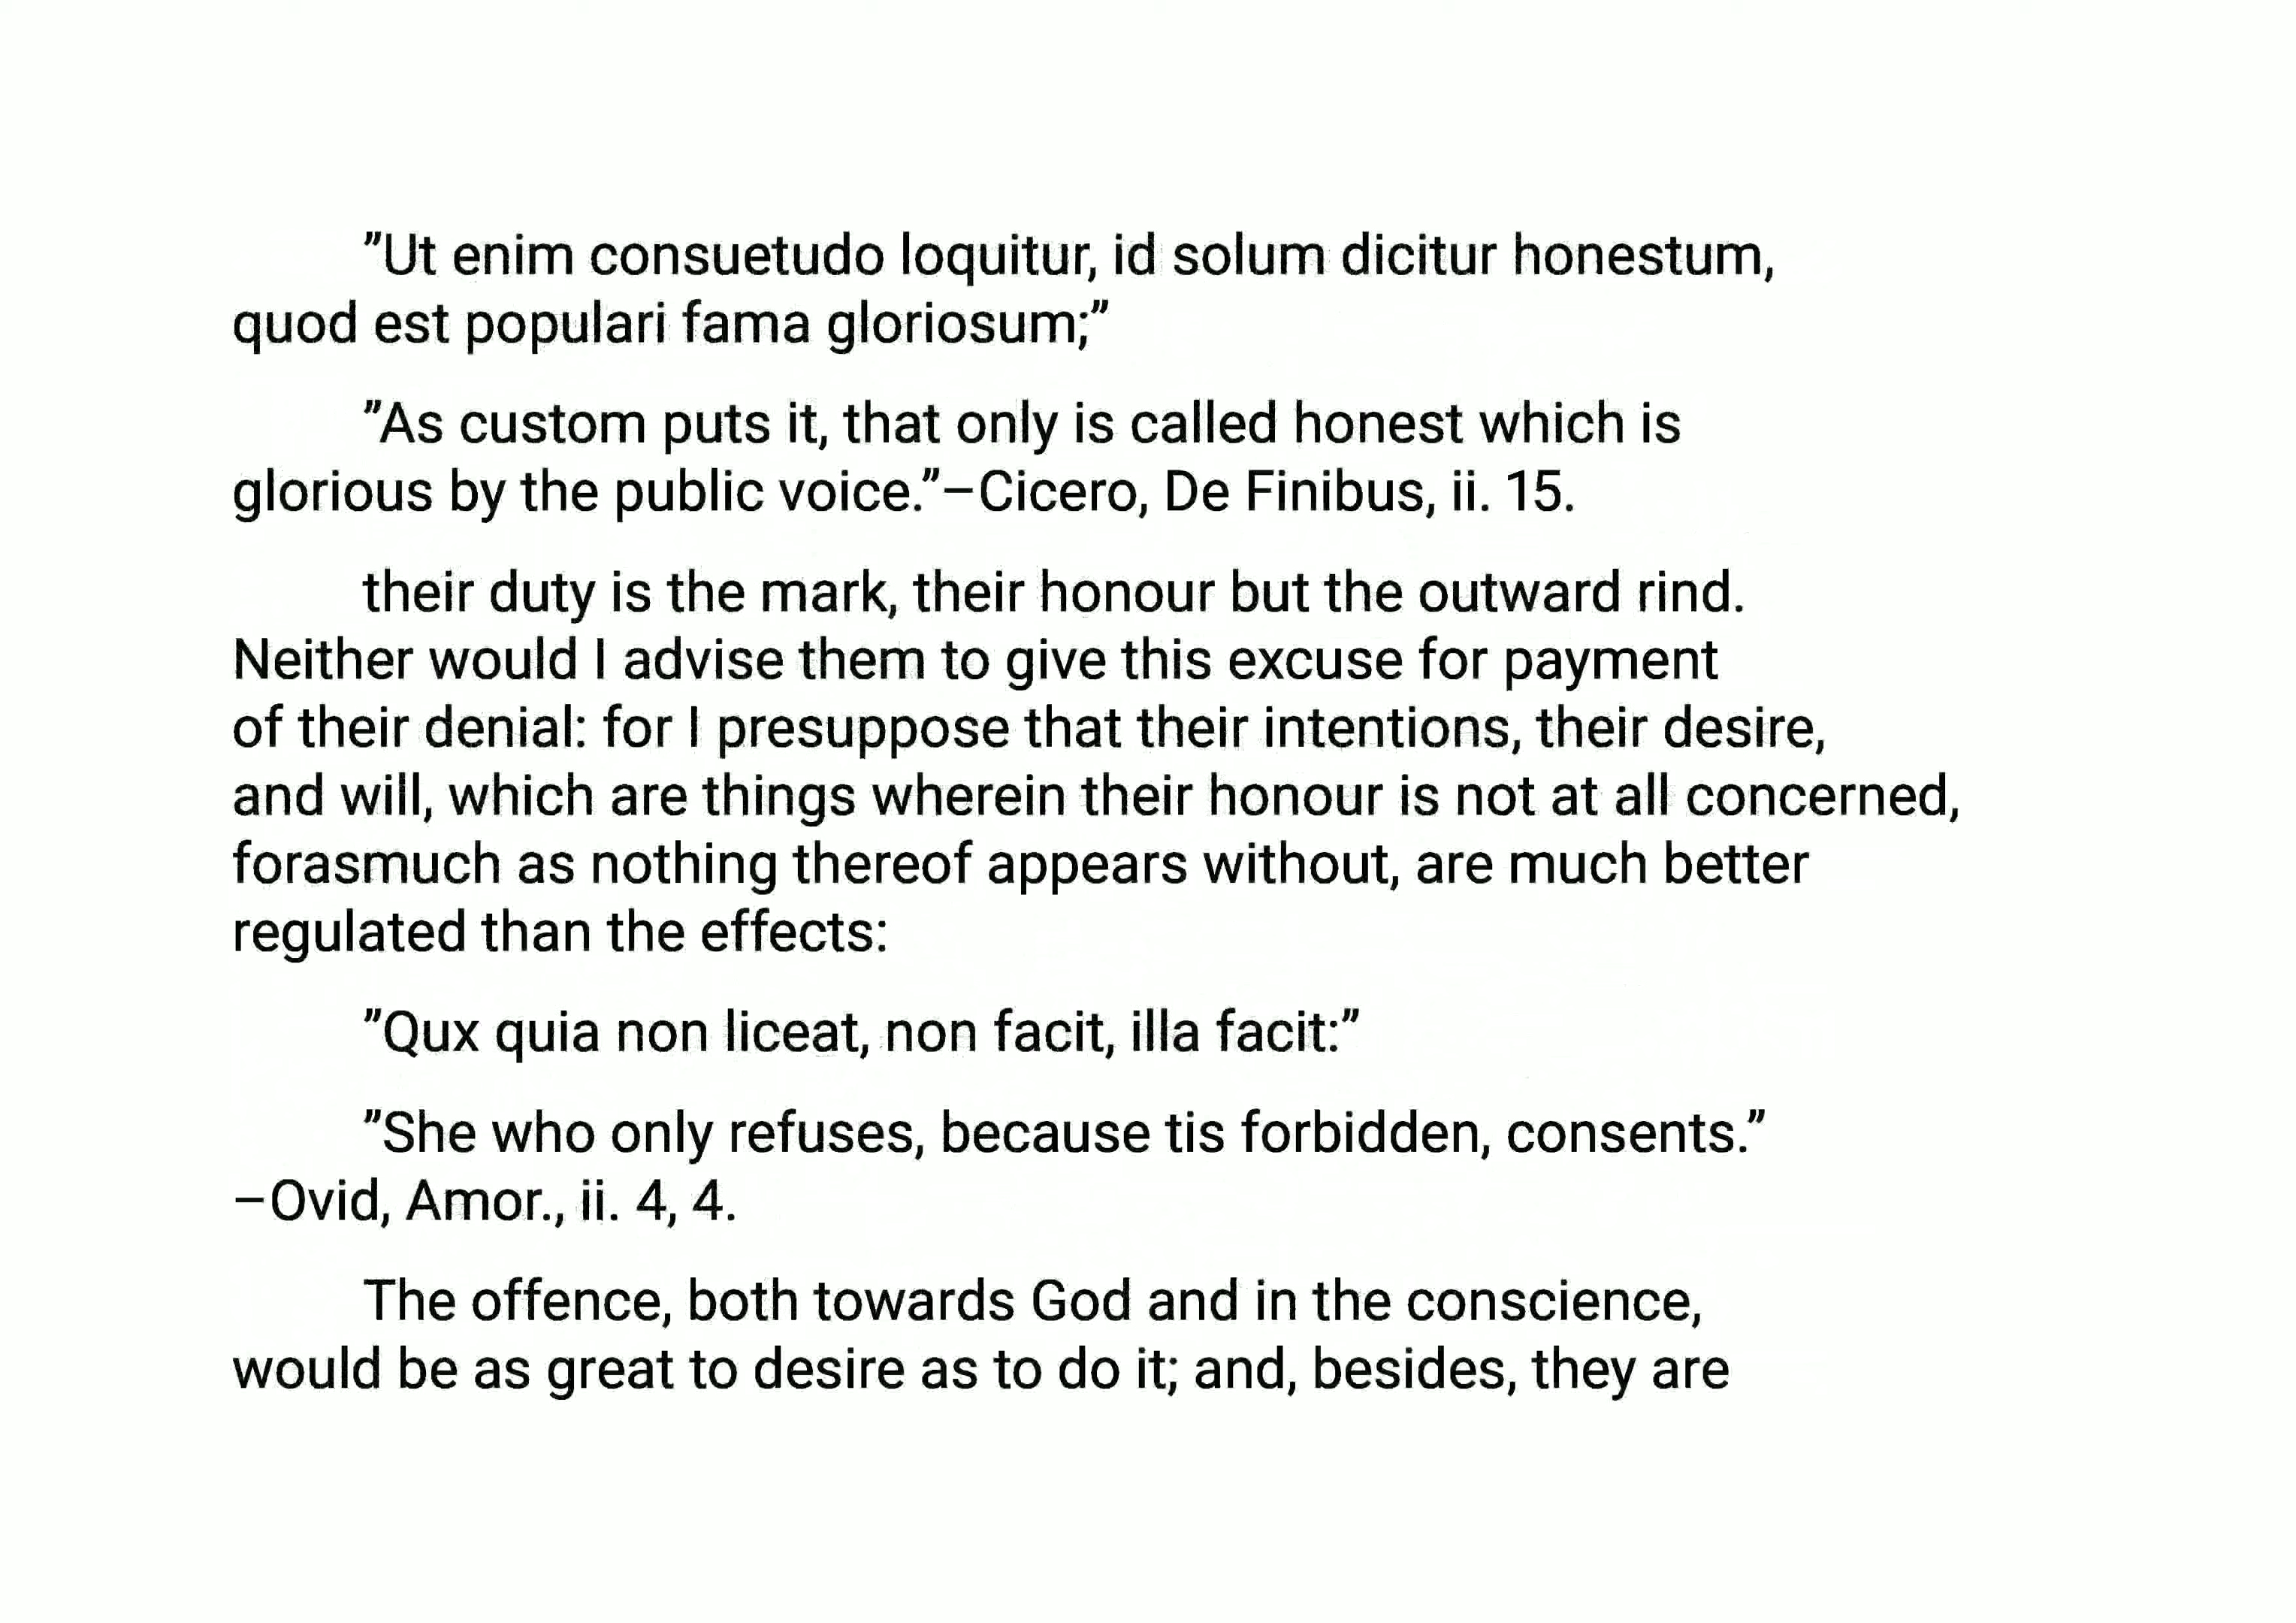 ”Ut enim consuetudo loquitur, id solum dicitur honestum,
quod est populari fama gloriosum;”
”As custom puts it, that only is called honest which is
glorious by the public voice.”–Cicero, De Finibus, ii. 15.
their duty is the mark, their honour but the outward rind.
Neither would I advise them to give this excuse for payment
of their denial: for I presuppose that their intentions, their desire,
and will, which are things wherein their honour is not at all concerned,
forasmuch as nothing thereof appears without, are much better
regulated than the effects:
”Qux quia non liceat, non facit, illa facit:”
”She who only refuses, because tis forbidden, consents.”
–Ovid, Amor., ii. 4, 4.
The offence, both towards God and in the conscience,
would be as great to desire as to do it; and, besides, they are